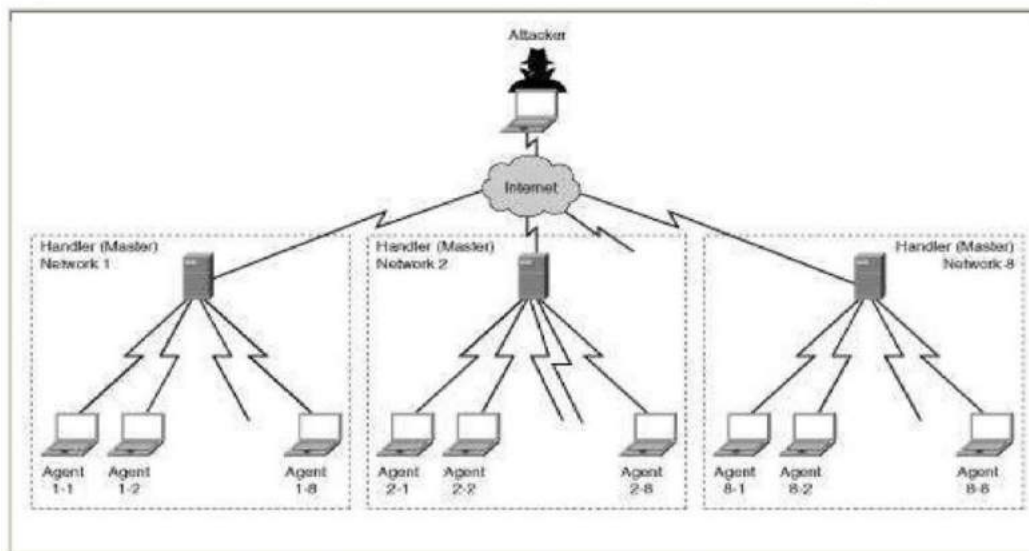 Attacker
Internet
Handler (Master)
Network 1
Handler (Master)
Network 2
Handler (Master)
Network 8
Agent
1-1
Agent
1-2
Agent
1-8
Agent
2-1
Agent
2-2
Agent
2-8
Agent
8-1
Agent
8-2
Agent
8-8